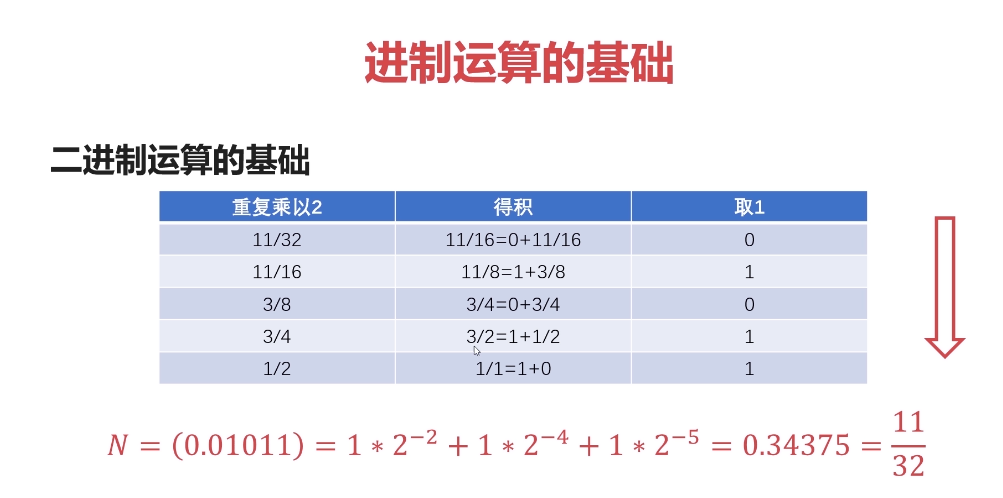 进制运算的基础
二进制运算的基础
重复乘以2 得积 取1
11/32 11/16=0+11/16 0
11/16 11/8=1+3/8 1
3/8 3/4=0+3/4 0
3/4 3/2=1+1/2 1
1/2 1/1=1+0 1
N = (0.01011) = 1 * 2⁻² + 1 * 2⁻⁴ + 1 * 2⁻⁵ = 0.34375 = 11/32